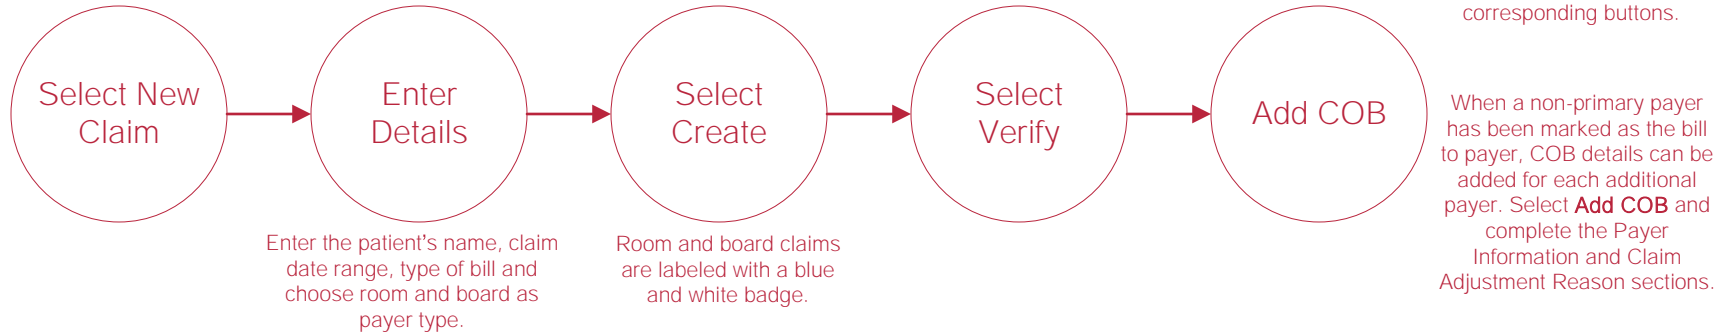 corresponding buttons.
Select New
Claim
Enter
Details
Select
Create
Select
Verify
Add COB
Enter the patient’s name, claim
date range, type of bill and
choose room and board as
payer type.
Room and board claims
are labeled with a blue
and white badge.
When a non-primary payer
has been marked as the bill
to payer, COB details can be
added for each additional
payer. Select Add COB and
complete the Payer
Information and Claim
Adjustment Reason sections.